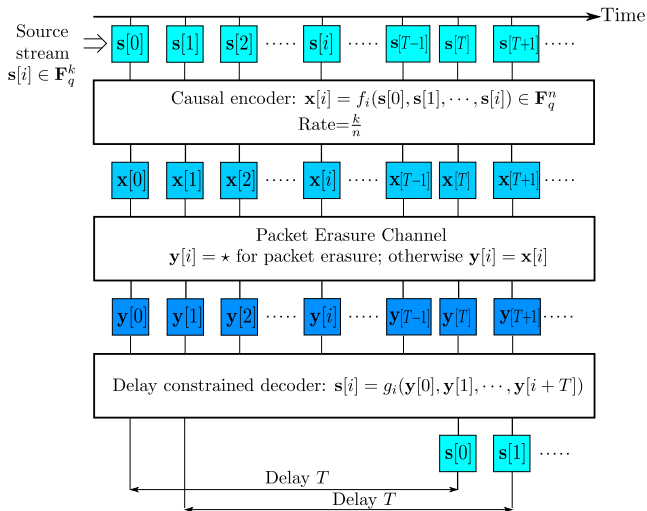 Time
Source
stream
s[i] ∈ F_q^k
s[0] s[1] s[2] ····· s[i] ····· s[T−1] s[T] s[T+1] ·····
Causal encoder: x[i] = f_i(s[0], s[1], ⋯, s[i]) ∈ F_q^n
Rate=k/n
x[0] x[1] x[2] ····· x[i] ····· x[T−1] x[T] x[T+1] ·····
Packet Erasure Channel
y[i] = ⋆ for packet erasure; otherwise y[i] = x[i]
y[0] y[1] y[2] ····· y[i] ····· y[T−1] y[T] y[T+1] ·····
Delay constrained decoder: s[i] = g_i(y[0], y[1], ⋯, y[i + T])
s[0] s[1] ·····
Delay T
Delay T